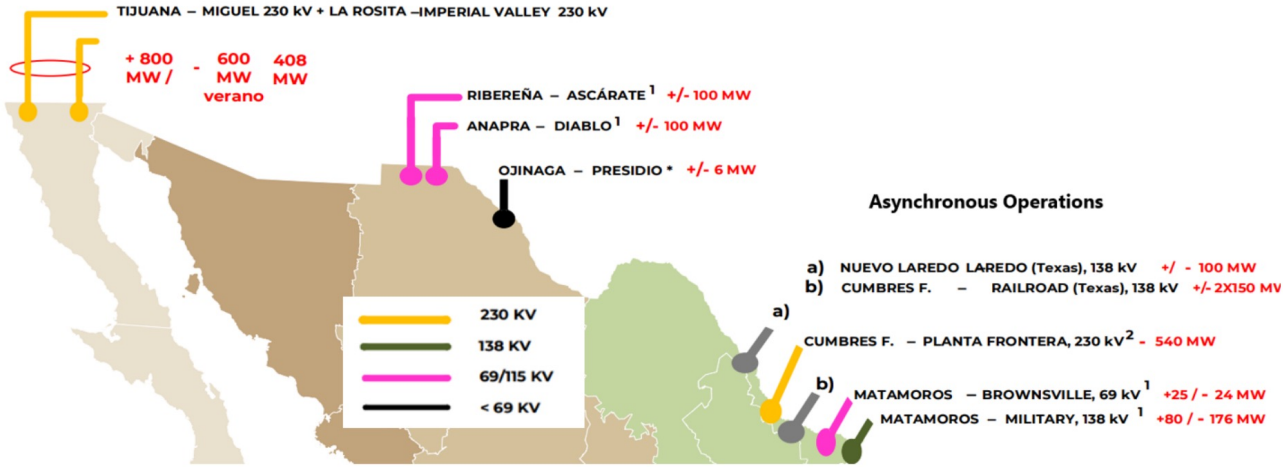 TIJUANA – MIGUEL 230 kV + LA ROSITA –IMPERIAL VALLEY 230 kV
+ 800 MW / - 600 MW verano 408 MW
RIBEREÑA – ASCÁRATE 1 +/- 100 MW
ANAPRA – DIABLO 1 +/- 100 MW
OJINAGA – PRESIDIO * +/- 6 MW
Asynchronous Operations
a) NUEVO LAREDO LAREDO (Texas), 138 kV +/ - 100 MW
b) CUMBRES F. – RAILROAD (Texas), 138 kV +/- 2X150 MW
230 KV
138 KV
69/115 KV
< 69 KV
a)
CUMBRES F. – PLANTA FRONTERA, 230 kV 2 - 540 MW
b)
MATAMOROS – BROWNSVILLE, 69 kV 1 +25 / - 24 MW
MATAMOROS – MILITARY, 138 kV 1 +80 / - 176 MW